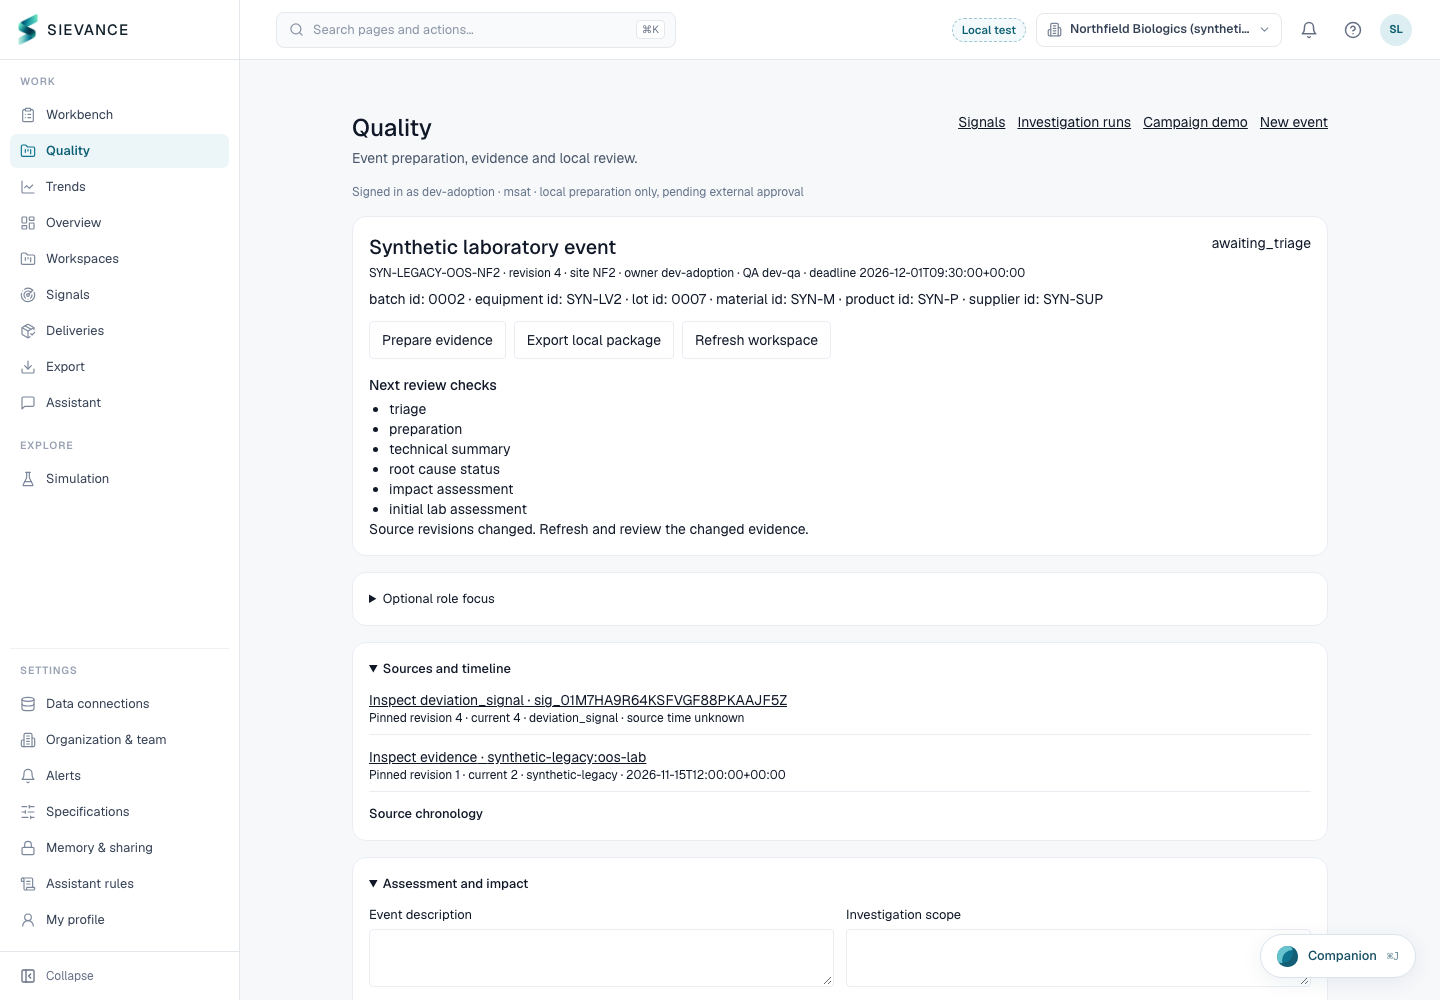 SIEVANCE
Search pages and actions... ⌘K
Local test
Northfield Biologics (syntheti...
SL
WORK
Workbench
Quality
Trends
Overview
Workspaces
Signals
Deliveries
Export
Assistant
EXPLORE
Simulation
SETTINGS
Data connections
Organization & team
Alerts
Specifications
Memory & sharing
Assistant rules
My profile
Collapse
Quality
Signals Investigation runs Campaign demo New event
Event preparation, evidence and local review.
Signed in as dev-adoption · msat · local preparation only, pending external approval
Synthetic laboratory event
awaiting_triage
SYN-LEGACY-OOS-NF2 · revision 4 · site NF2 · owner dev-adoption · QA dev-qa · deadline 2026-12-01T09:30:00+00:00
batch id: 0002 · equipment id: SYN-LV2 · lot id: 0007 · material id: SYN-M · product id: SYN-P · supplier id: SYN-SUP
Prepare evidence Export local package Refresh workspace
Next review checks
• triage
• preparation
• technical summary
• root cause status
• impact assessment
• initial lab assessment
Source revisions changed. Refresh and review the changed evidence.
Optional role focus
Sources and timeline
Inspect deviation_signal · sig_01M7HA9R64KSFVGF88PKAAJF5Z
Pinned revision 4 · current 4 · deviation_signal · source time unknown
Inspect evidence · synthetic-legacy:oos-lab
Pinned revision 1 · current 2 · synthetic-legacy · 2026-11-15T12:00:00+00:00
Source chronology
Assessment and impact
Event description
Investigation scope
Companion ⌘J